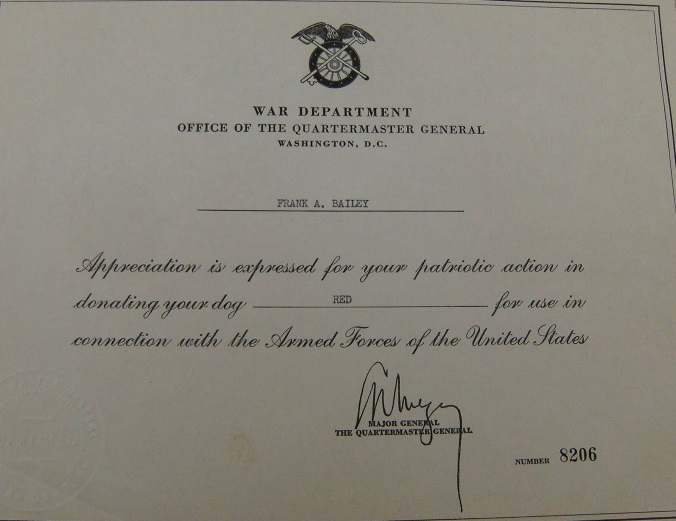 WAR DEPARTMENT
OFFICE OF THE QUARTERMASTER GENERAL
WASHINGTON, D.C.
FRANK A. BAILEY
Appreciation is expressed for your patriotic action in
donating your dog RED for use in
connection with the Armed Forces of the United States
MAJOR GENERAL
THE QUARTERMASTER GENERAL
NUMBER 8206